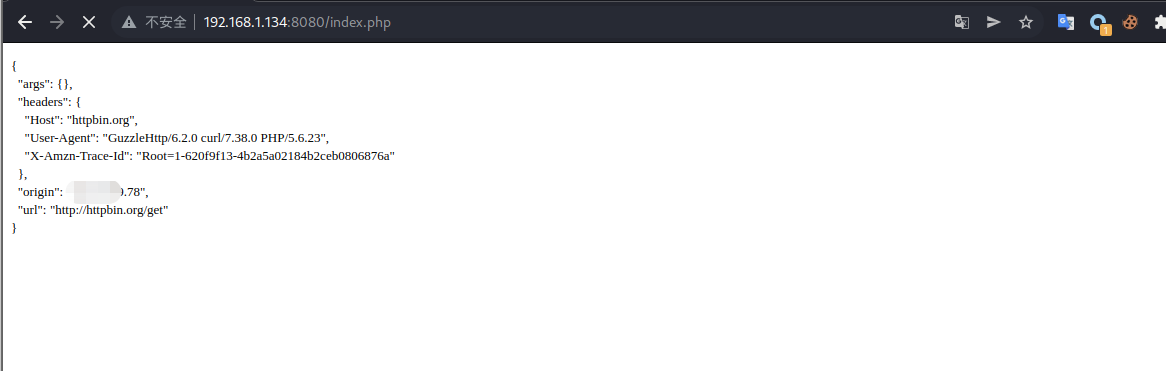 不安全 | 192.168.1.134:8080/index.php
1
{
"args": {},
"headers": {
"Host": "httpbin.org",
"User-Agent": "GuzzleHttp/6.2.0 curl/7.38.0 PHP/5.6.23",
"X-Amzn-Trace-Id": "Root=1-620f9f13-4b2a5a02184b2ceb0806876a"
},
"origin": .78",
"url": "http://httpbin.org/get"
}